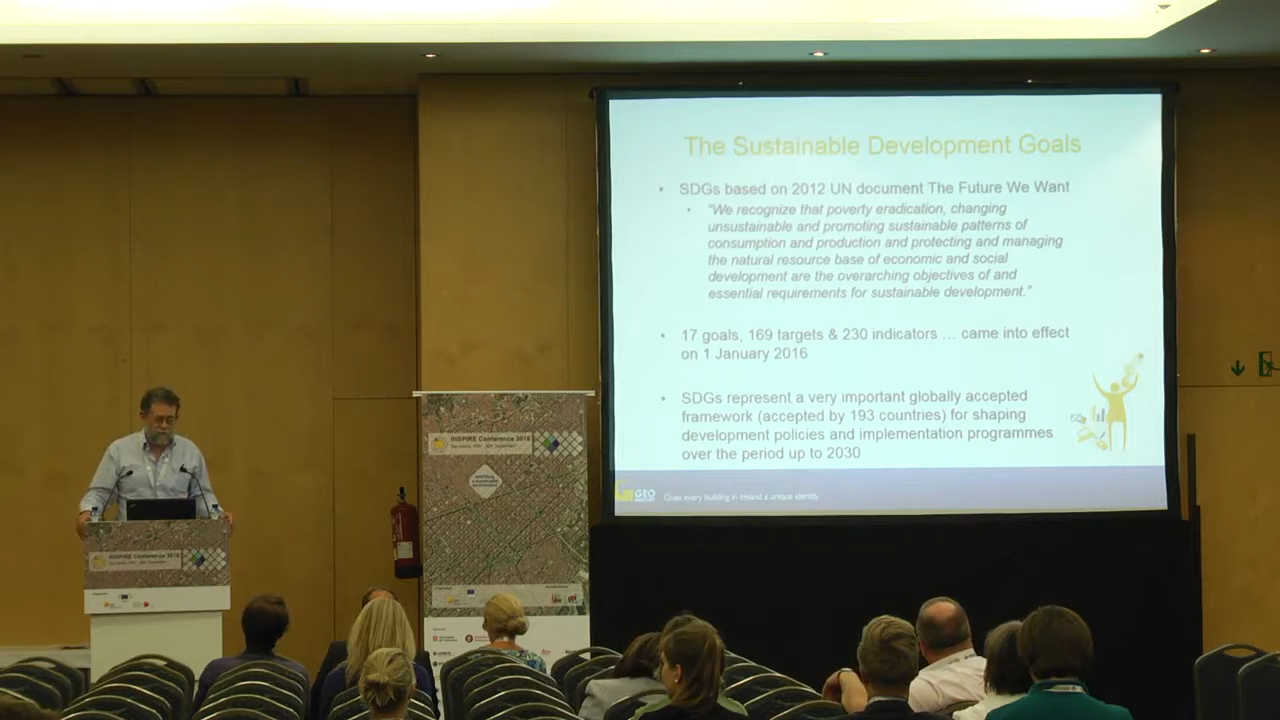 The Sustainable Development Goals
• SDGs based on 2012 UN document The Future We Want
• "We recognize that poverty eradication, changing
unsustainable and promoting sustainable patterns of
consumption and production and protecting and managing
the natural resource base of economic and social
development are the overarching objectives of and
essential requirements for sustainable development."
• 17 goals, 169 targets & 230 indicators … came into effect
on 1 January 2016
• SDGs represent a very important globally accepted
framework (accepted by 193 countries) for shaping
development policies and implementation programmes
over the period up to 2030
GEO
Gives every building in Ireland a unique identity
INSPIRE Conference 2016
INSPIRE Conference 2016